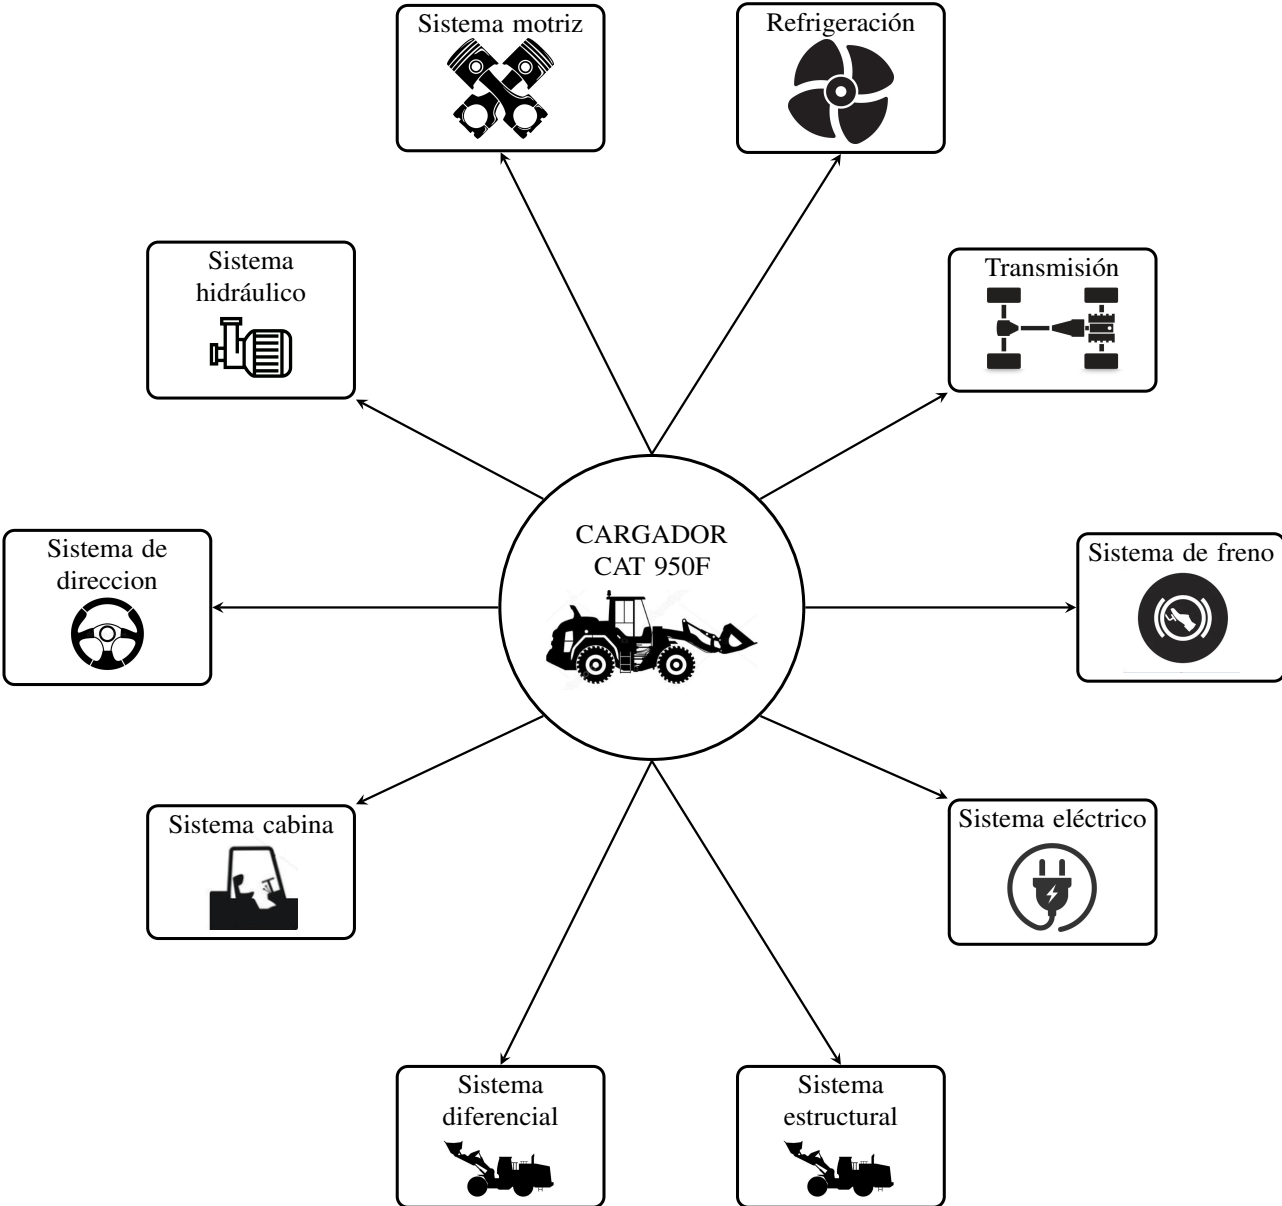 Sistema motriz
Refrigeración
Sistema
hidráulico
Transmisión
CARGADOR
CAT 950F
Sistema de
direccion
Sistema de freno
Sistema cabina
Sistema eléctrico
Sistema
diferencial
Sistema
estructural